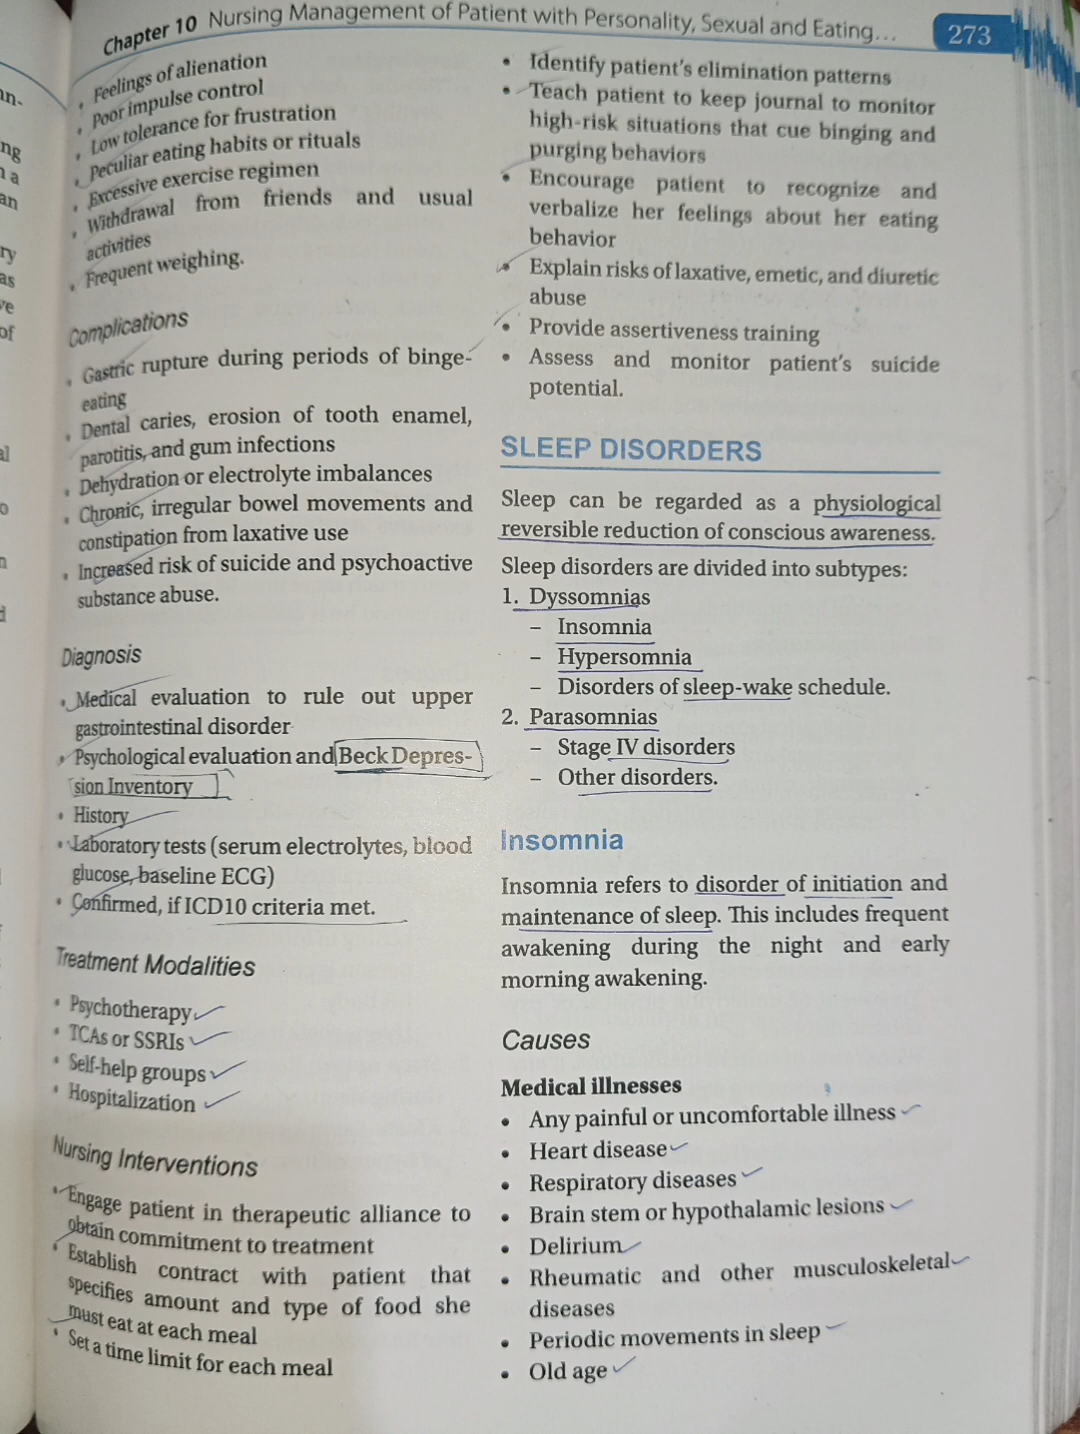 Chapter 10 Nursing Management of Patient with Personality, Sexual and Eating... 273
• Feelings of alienation
• Poor impulse control
• Low tolerance for frustration
• Peculiar eating habits or rituals
• Excessive exercise regimen
• Withdrawal from friends and usual
activities
• Frequent weighing.
Complications
• Gastric rupture during periods of binge-
eating
• Dental caries, erosion of tooth enamel,
parotitis, and gum infections
• Dehydration or electrolyte imbalances
• Chronic, irregular bowel movements and
constipation from laxative use
• Increased risk of suicide and psychoactive
substance abuse.
Diagnosis
• Medical evaluation to rule out upper
gastrointestinal disorder
• Psychological evaluation and Beck Depres-
sion Inventory
• History
• Laboratory tests (serum electrolytes, blood
glucose, baseline ECG)
• Confirmed, if ICD10 criteria met.
Treatment Modalities
• Psychotherapy
• TCAs or SSRIs
• Self-help groups
• Hospitalization
Nursing Interventions
• Engage patient in therapeutic alliance to
obtain commitment to treatment
• Establish contract with patient that
specifies amount and type of food she
must eat at each meal
• Set a time limit for each meal
• Identify patient's elimination patterns
• Teach patient to keep journal to monitor
high-risk situations that cue binging and
purging behaviors
• Encourage patient to recognize and
verbalize her feelings about her eating
behavior
• Explain risks of laxative, emetic, and diuretic
abuse
• Provide assertiveness training
• Assess and monitor patient's suicide
potential.
SLEEP DISORDERS
Sleep can be regarded as a physiological
reversible reduction of conscious awareness.
Sleep disorders are divided into subtypes:
1. Dyssomnias
– Insomnia
– Hypersomnia
– Disorders of sleep-wake schedule.
2. Parasomnias
– Stage IV disorders
– Other disorders.
Insomnia
Insomnia refers to disorder of initiation and
maintenance of sleep. This includes frequent
awakening during the night and early
morning awakening.
Causes
Medical illnesses
• Any painful or uncomfortable illness
• Heart disease
• Respiratory diseases
• Brain stem or hypothalamic lesions
• Delirium
• Rheumatic and other musculoskeletal
diseases
• Periodic movements in sleep
• Old age